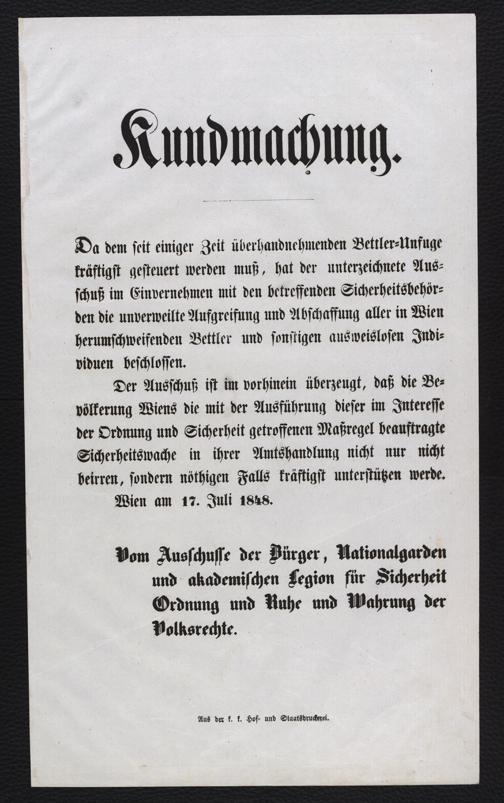 Kundmachung.
Da dem seit einiger Zeit überhandnehmenden Bettler-Unfuge
kräftigst gesteuert werden muß, hat der unterzeichnete Aus-
schuß im Einvernehmen mit den betreffenden Sicherheitsbehör-
den die unverweilte Aufgreifung und Abschaffung aller in Wien
herumschweifenden Bettler und sonstigen ausweislosen Indi-
viduen beschlossen.
Der Ausschuß ist im vorhinein überzeugt, daß die Be-
völkerung Wiens die mit der Ausführung dieser im Interesse
der Ordnung und Sicherheit getroffenen Maßregel beauftragte
Sicherheitswache in ihrer Amtshandlung nicht nur nicht
beirren, sondern nöthigen Falls kräftigst unterstützen werde.
Wien am 17. Juli 1848.
Vom Ausschusse der Bürger, Nationalgarden
und akademischen Legion für Sicherheit
Ordnung und Ruhe und Wahrung der
Volksrechte.
Aus der k. k. Hof- und Staatsdruckerei.